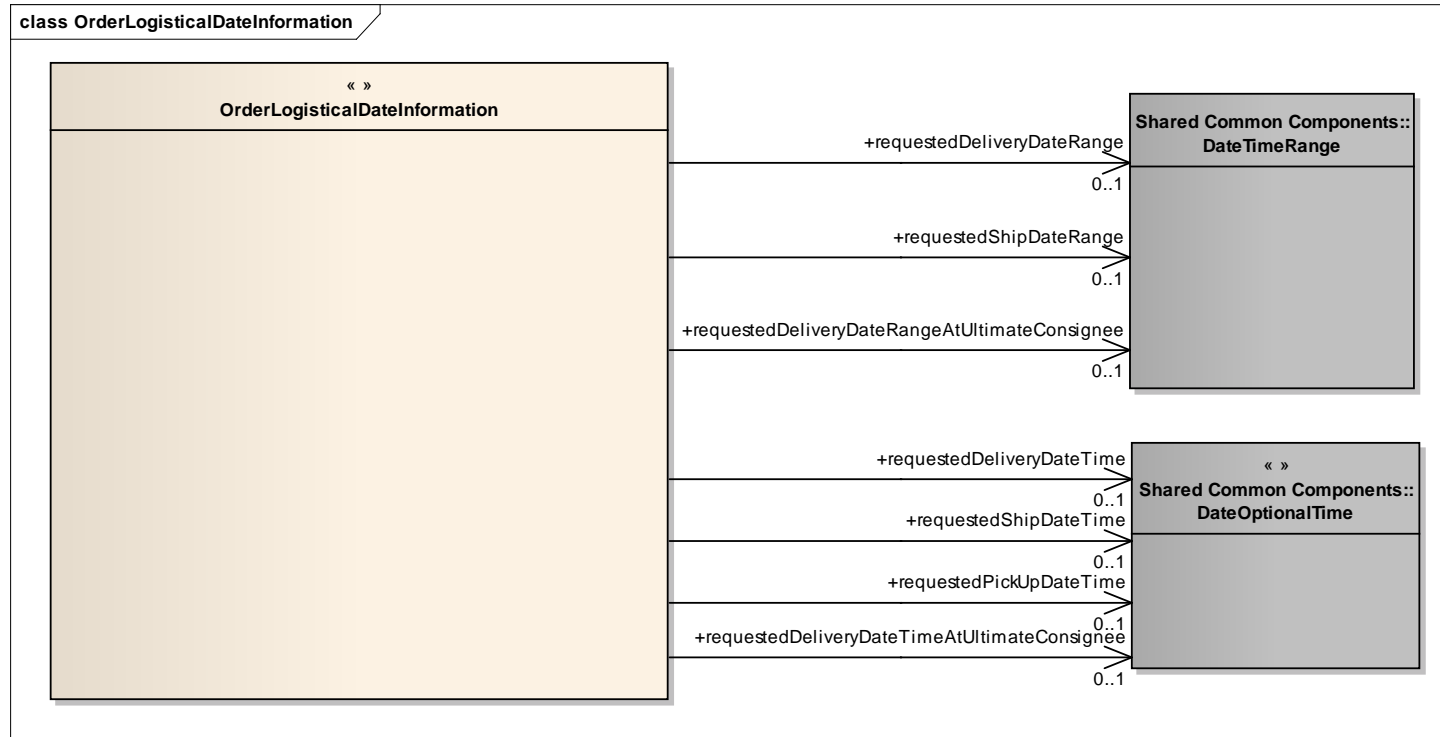 class OrderLogisticalDateInformation
« »
OrderLogisticalDateInformation
+requestedDeliveryDateRange
0..1
+requestedShipDateRange
0..1
+requestedDeliveryDateRangeAtUltimateConsignee
0..1
Shared Common Components::
DateTimeRange
+requestedDeliveryDateTime
0..1
+requestedShipDateTime
0..1
+requestedPickUpDateTime
0..1
+requestedDeliveryDateTimeAtUltimateConsignee
0..1
« »
Shared Common Components::
DateOptionalTime